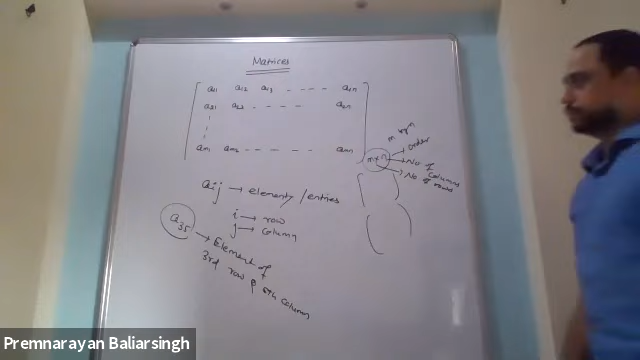 Matrices
a11 a12 a13 - - - - - a1n
a21 a22 - - - - - a2n
am1 am2 - - - - - amn
m×n
order
No of columns
No of rows
aij → elements/entries
i → row
j → column
a35 → Element of
3rd row & 5th column
Premnarayan Baliarsingh